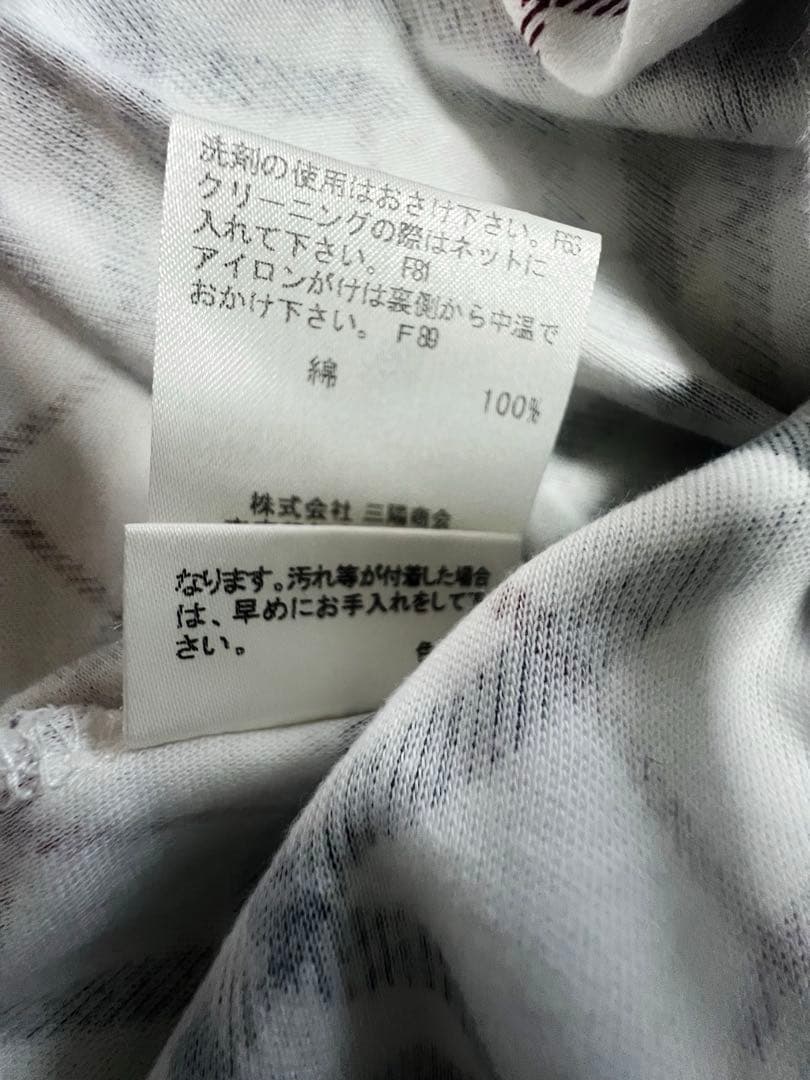 洗剤の使用はおさけ下さい。 F63
クリーニングの際はネットに
入れて下さい。 F81
アイロンがけは裏側から中温で
おかけ下さい。 F89
綿 100%
株式会社 三陽商会
なります。汚れ等が付着した場合
は、早めにお手入れをして下
さい。
色